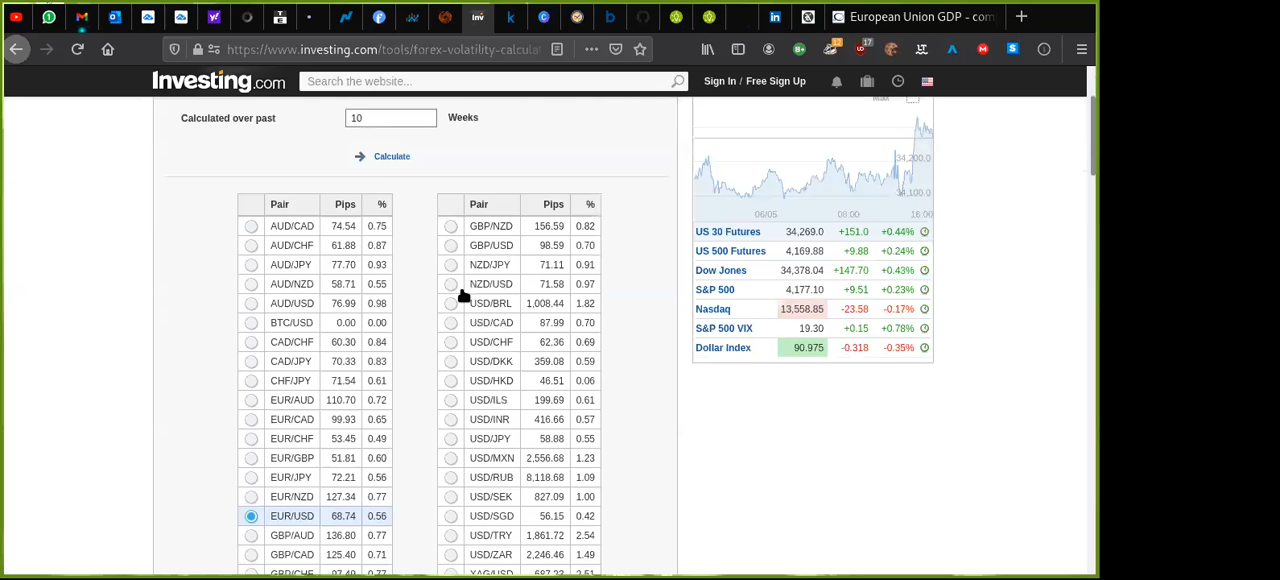 European Union GDP - com
https://www.investing.com/tools/forex-volatility-calculat
Investing.com
Search the website...
Sign In / Free Sign Up
Calculated over past 10 Weeks
Calculate
Pair Pips %
AUD/CAD 74.54 0.75
AUD/CHF 61.88 0.87
AUD/JPY 77.70 0.93
AUD/NZD 58.71 0.55
AUD/USD 76.99 0.98
BTC/USD 0.00 0.00
CAD/CHF 60.30 0.84
CAD/JPY 70.33 0.83
CHF/JPY 71.54 0.61
EUR/AUD 110.70 0.72
EUR/CAD 99.93 0.65
EUR/CHF 53.45 0.49
EUR/GBP 51.81 0.60
EUR/JPY 72.21 0.56
EUR/NZD 127.34 0.77
EUR/USD 68.74 0.56
GBP/AUD 136.80 0.77
GBP/CAD 125.40 0.71
GBP/CHF 97.49 0.77
Pair Pips %
GBP/NZD 156.59 0.82
GBP/USD 98.59 0.70
NZD/JPY 71.11 0.91
NZD/USD 71.58 0.97
USD/BRL 1,008.44 1.82
USD/CAD 87.99 0.70
USD/CHF 62.36 0.69
USD/DKK 359.08 0.59
USD/HKD 46.51 0.06
USD/ILS 199.69 0.61
USD/INR 416.66 0.57
USD/JPY 58.88 0.55
USD/MXN 2,556.68 1.23
USD/RUB 8,118.68 1.09
USD/SEK 827.09 1.00
USD/SGD 56.15 0.42
USD/TRY 1,861.72 2.54
USD/ZAR 2,246.46 1.49
XAG/USD 687.23 2.51
34,200.0
34,100.0
06/05 08:00 16:00
US 30 Futures 34,269.0 +151.0 +0.44%
US 500 Futures 4,169.88 +9.88 +0.24%
Dow Jones 34,378.04 +147.70 +0.43%
S&P 500 4,177.10 +9.51 +0.23%
Nasdaq 13,558.85 -23.58 -0.17%
S&P 500 VIX 19.30 +0.15 +0.78%
Dollar Index 90.975 -0.318 -0.35%